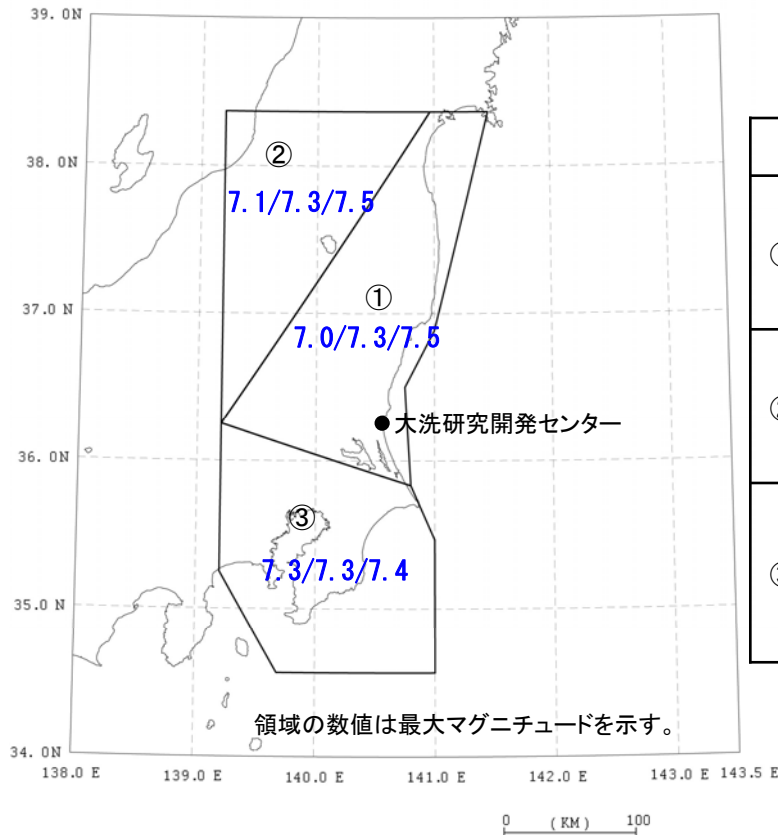 39. 0N
②
38. 0N
7. 1/7. 3/7. 5
37. 0 N
①
7. 0/7. 3/7. 5
大洗研究開発センター
36. 0 N
③
7. 3/7. 3/7. 4
35. 0 N
領域の数値は最大マグニチュードを示す。
34. 0 N
138. 0 E 139. 0 E 140. 0 E 141. 0 E 142. 0 E 143. 0 E 143. 5 E
0 (KM) 100